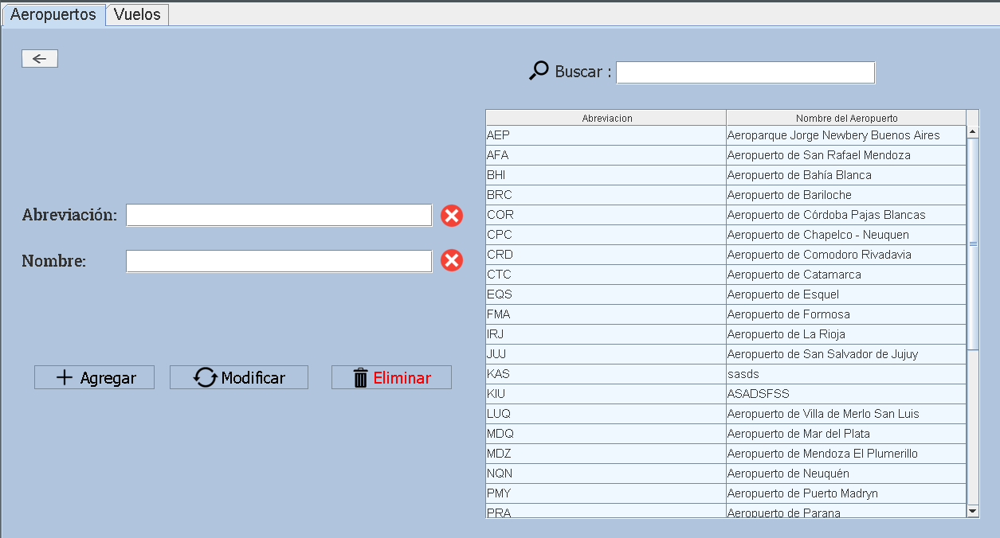 Aeropuertos Vuelos
Buscar :
Abreviación:
Nombre:
Agregar Modificar Eliminar
Abreviacion Nombre del Aeropuerto
AEP Aeroparque Jorge Newbery Buenos Aires
AFA Aeropuerto de San Rafael Mendoza
BHI Aeropuerto de Bahía Blanca
BRC Aeropuerto de Bariloche
COR Aeropuerto de Córdoba Pajas Blancas
CPC Aeropuerto de Chapelco - Neuquen
CRD Aeropuerto de Comodoro Rivadavia
CTC Aeropuerto de Catamarca
EQS Aeropuerto de Esquel
FMA Aeropuerto de Formosa
IRJ Aeropuerto de La Rioja
JUJ Aeropuerto de San Salvador de Jujuy
KAS sasds
KIU ASADSFSS
LUQ Aeropuerto de Villa de Merlo San Luis
MDQ Aeropuerto de Mar del Plata
MDZ Aeropuerto de Mendoza El Plumerillo
NQN Aeropuerto de Neuquén
PMY Aeropuerto de Puerto Madryn
PRA Aeropuerto de Parana